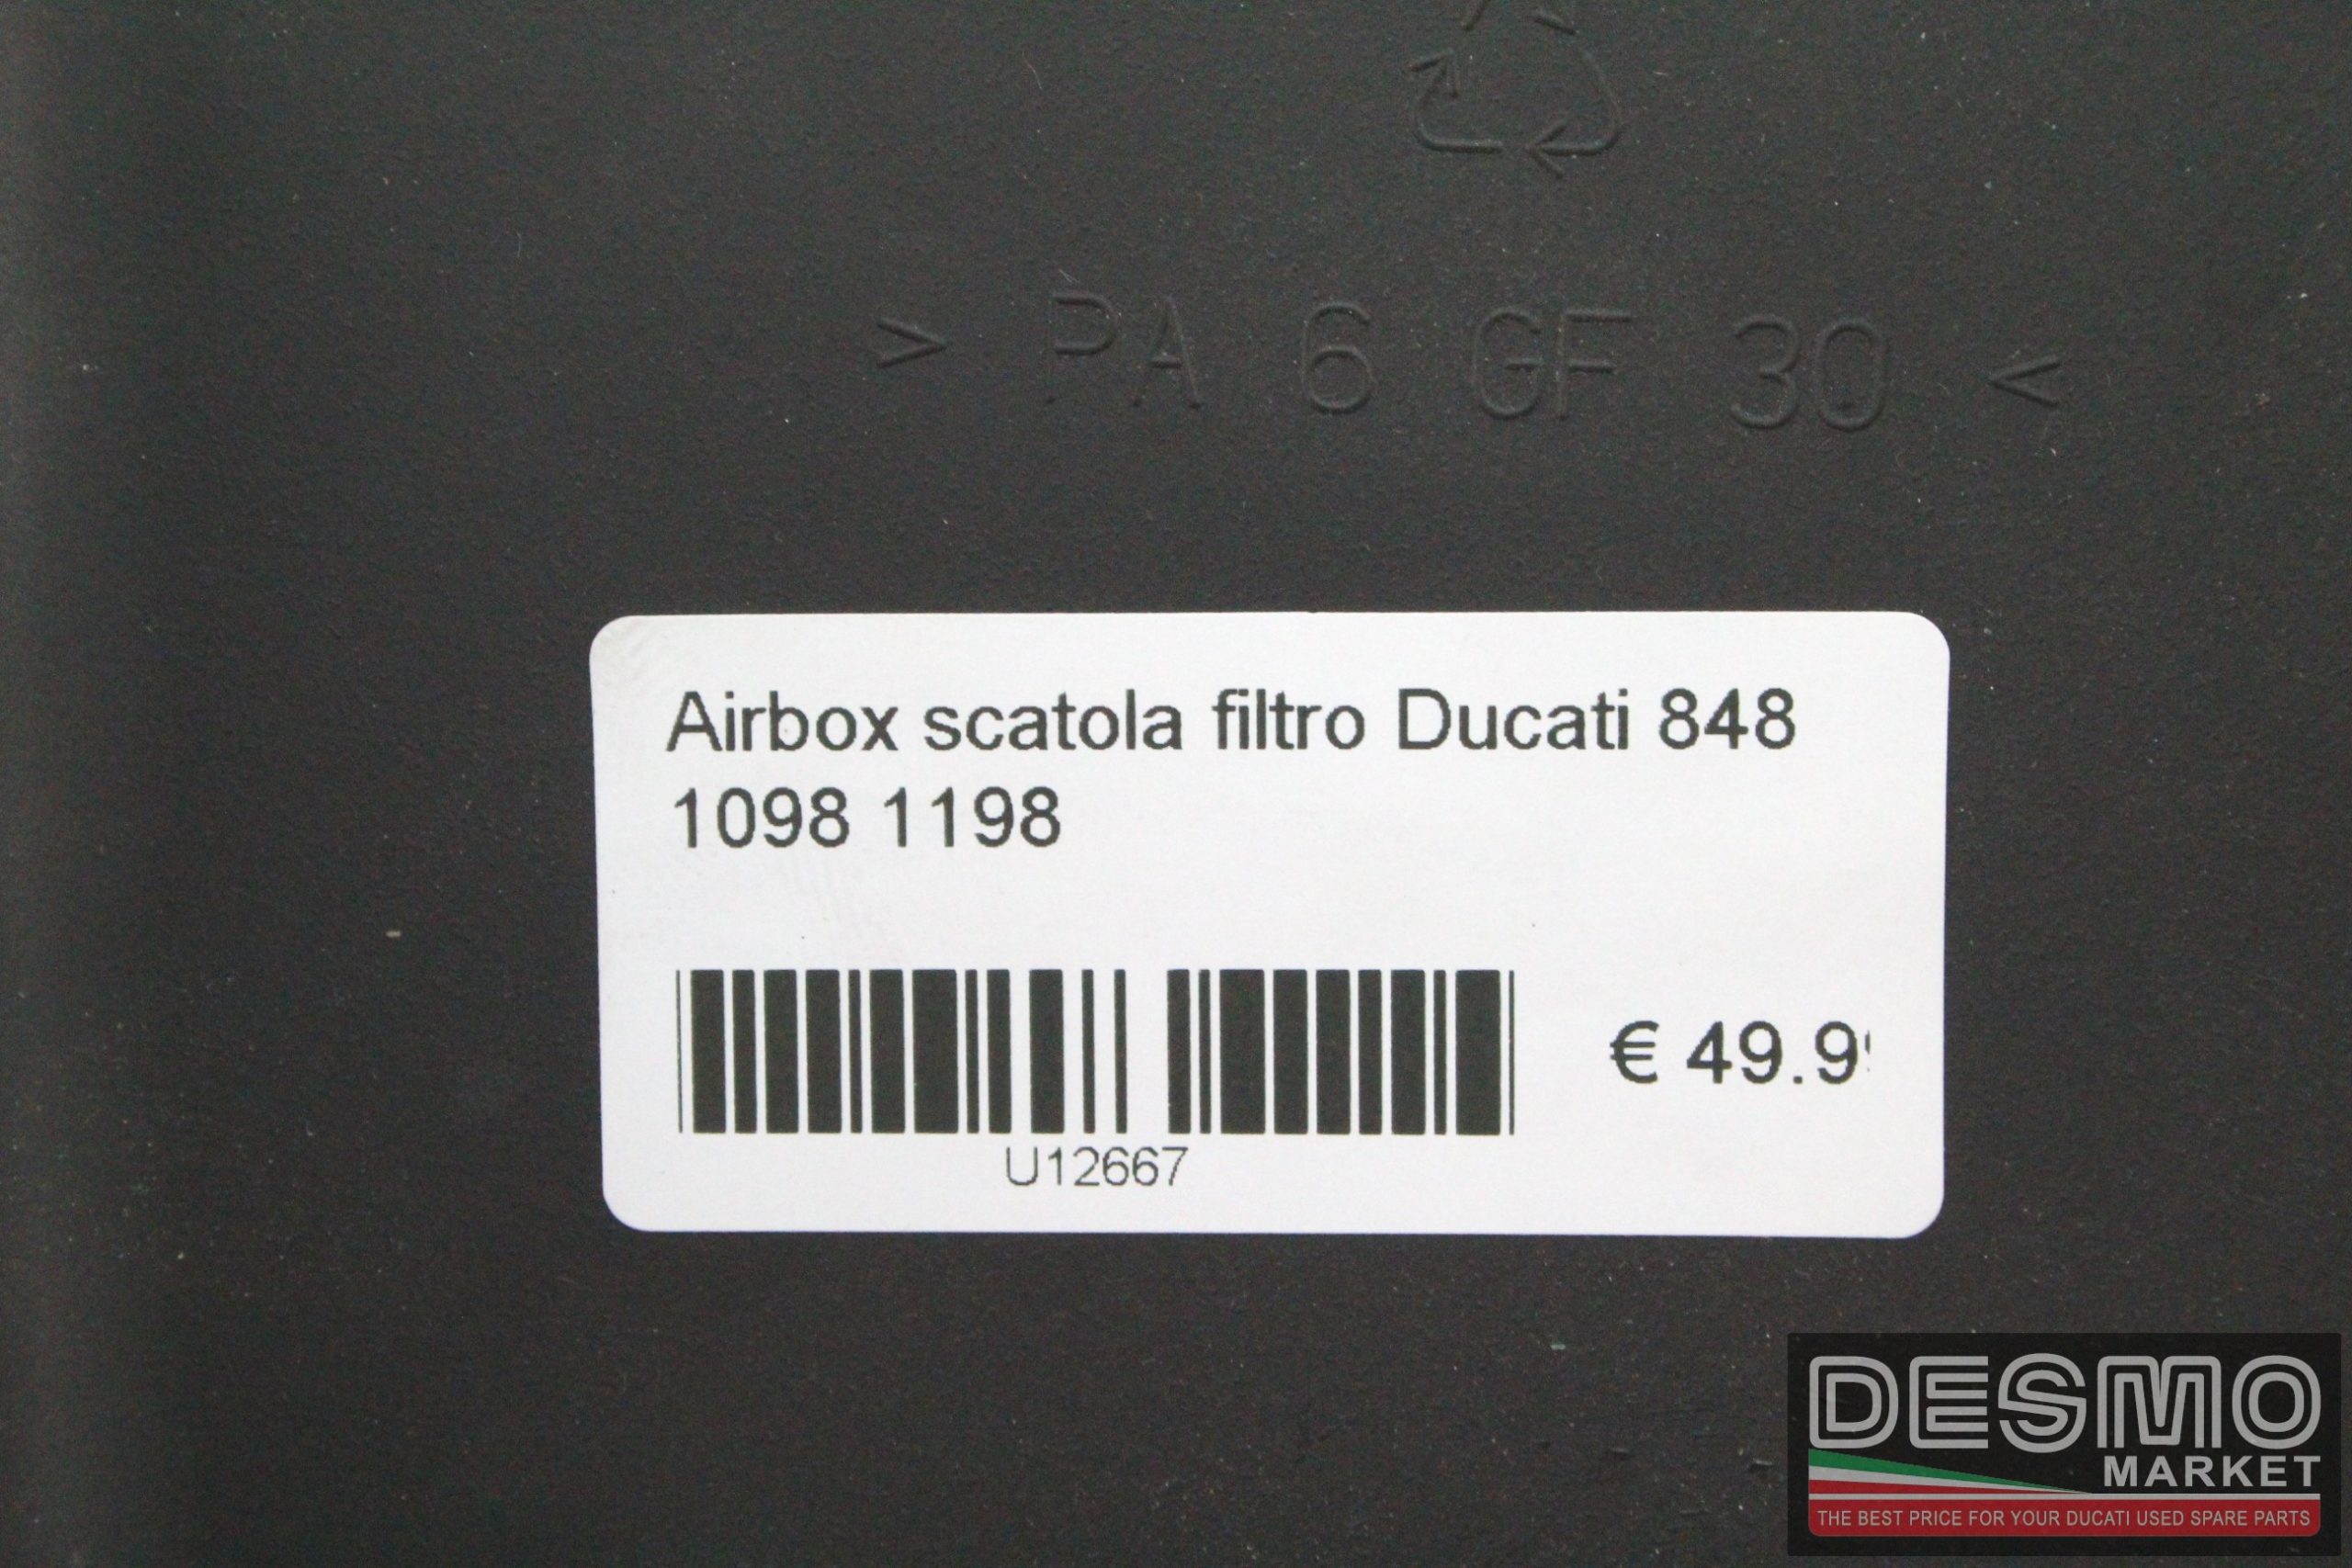 > PA 6 GF 30 <
Airbox scatola filtro Ducati 848
1098 1198
€ 49.9
U12667
DESMO
MARKET
THE BEST PRICE FOR YOUR DUCATI USED SPARE PARTS